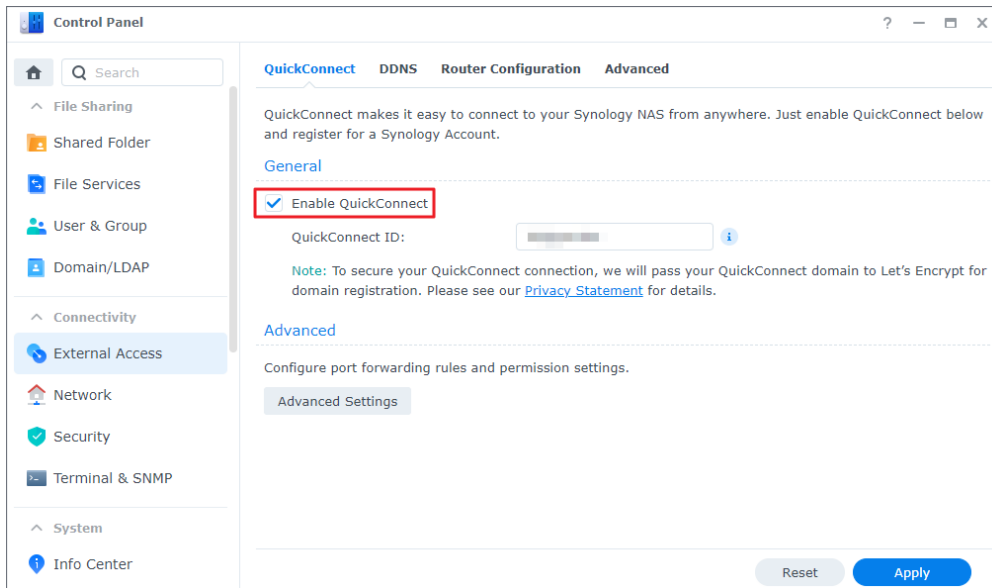 Control Panel
?
Search
File Sharing
Shared Folder
File Services
User & Group
Domain/LDAP
Connectivity
External Access
Network
Security
Terminal & SNMP
System
Info Center
QuickConnect DDNS Router Configuration Advanced
QuickConnect makes it easy to connect to your Synology NAS from anywhere. Just enable QuickConnect below
and register for a Synology Account.
General
Enable QuickConnect
QuickConnect ID:
Note: To secure your QuickConnect connection, we will pass your QuickConnect domain to Let's Encrypt for
domain registration. Please see our Privacy Statement for details.
Advanced
Configure port forwarding rules and permission settings.
Advanced Settings
Reset Apply